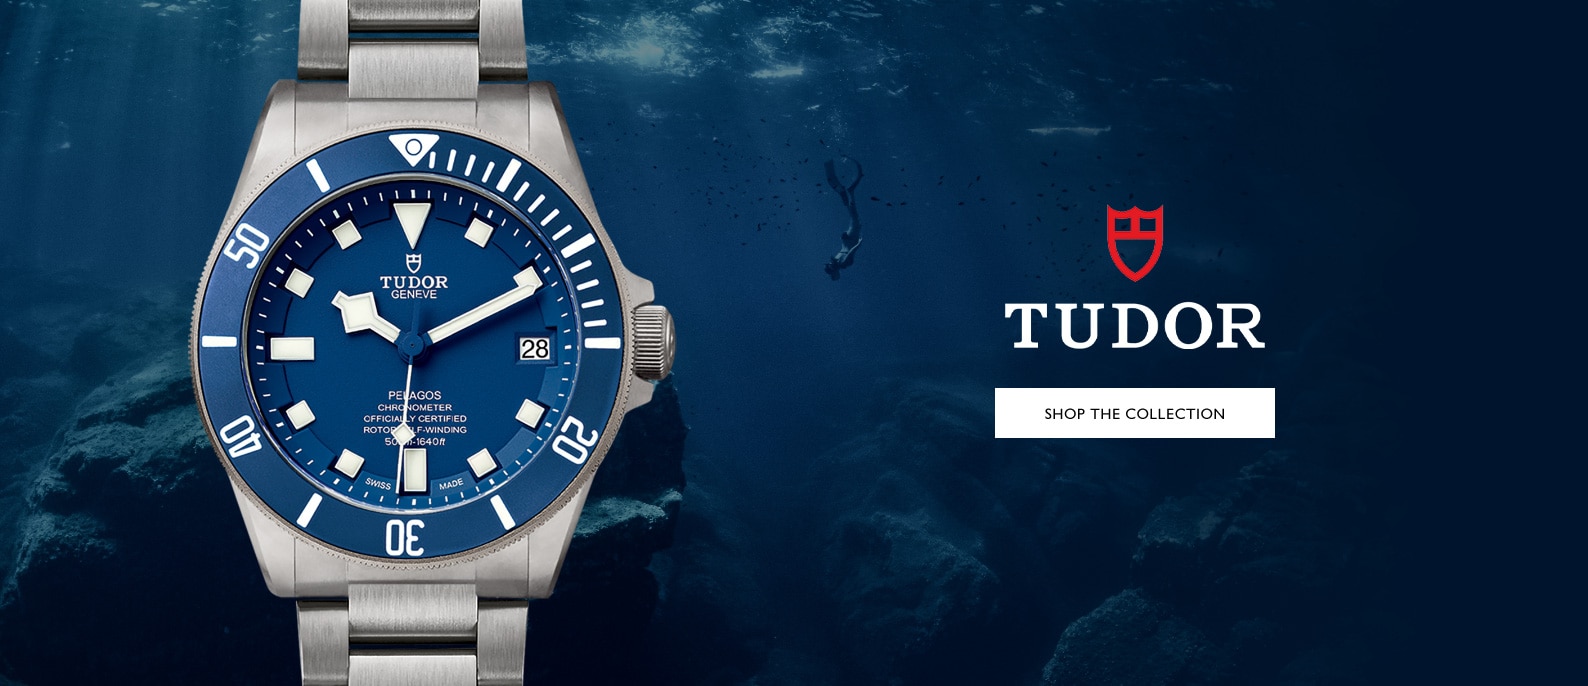 50
TUDOR
GENEVE
28
PELAGOS
CHRONOMETER
OFFICIALLY CERTIFIED
ROTOR SELF-WINDING
500m-1640ft
SWISS MADE
40
20
30
TUDOR
SHOP THE COLLECTION